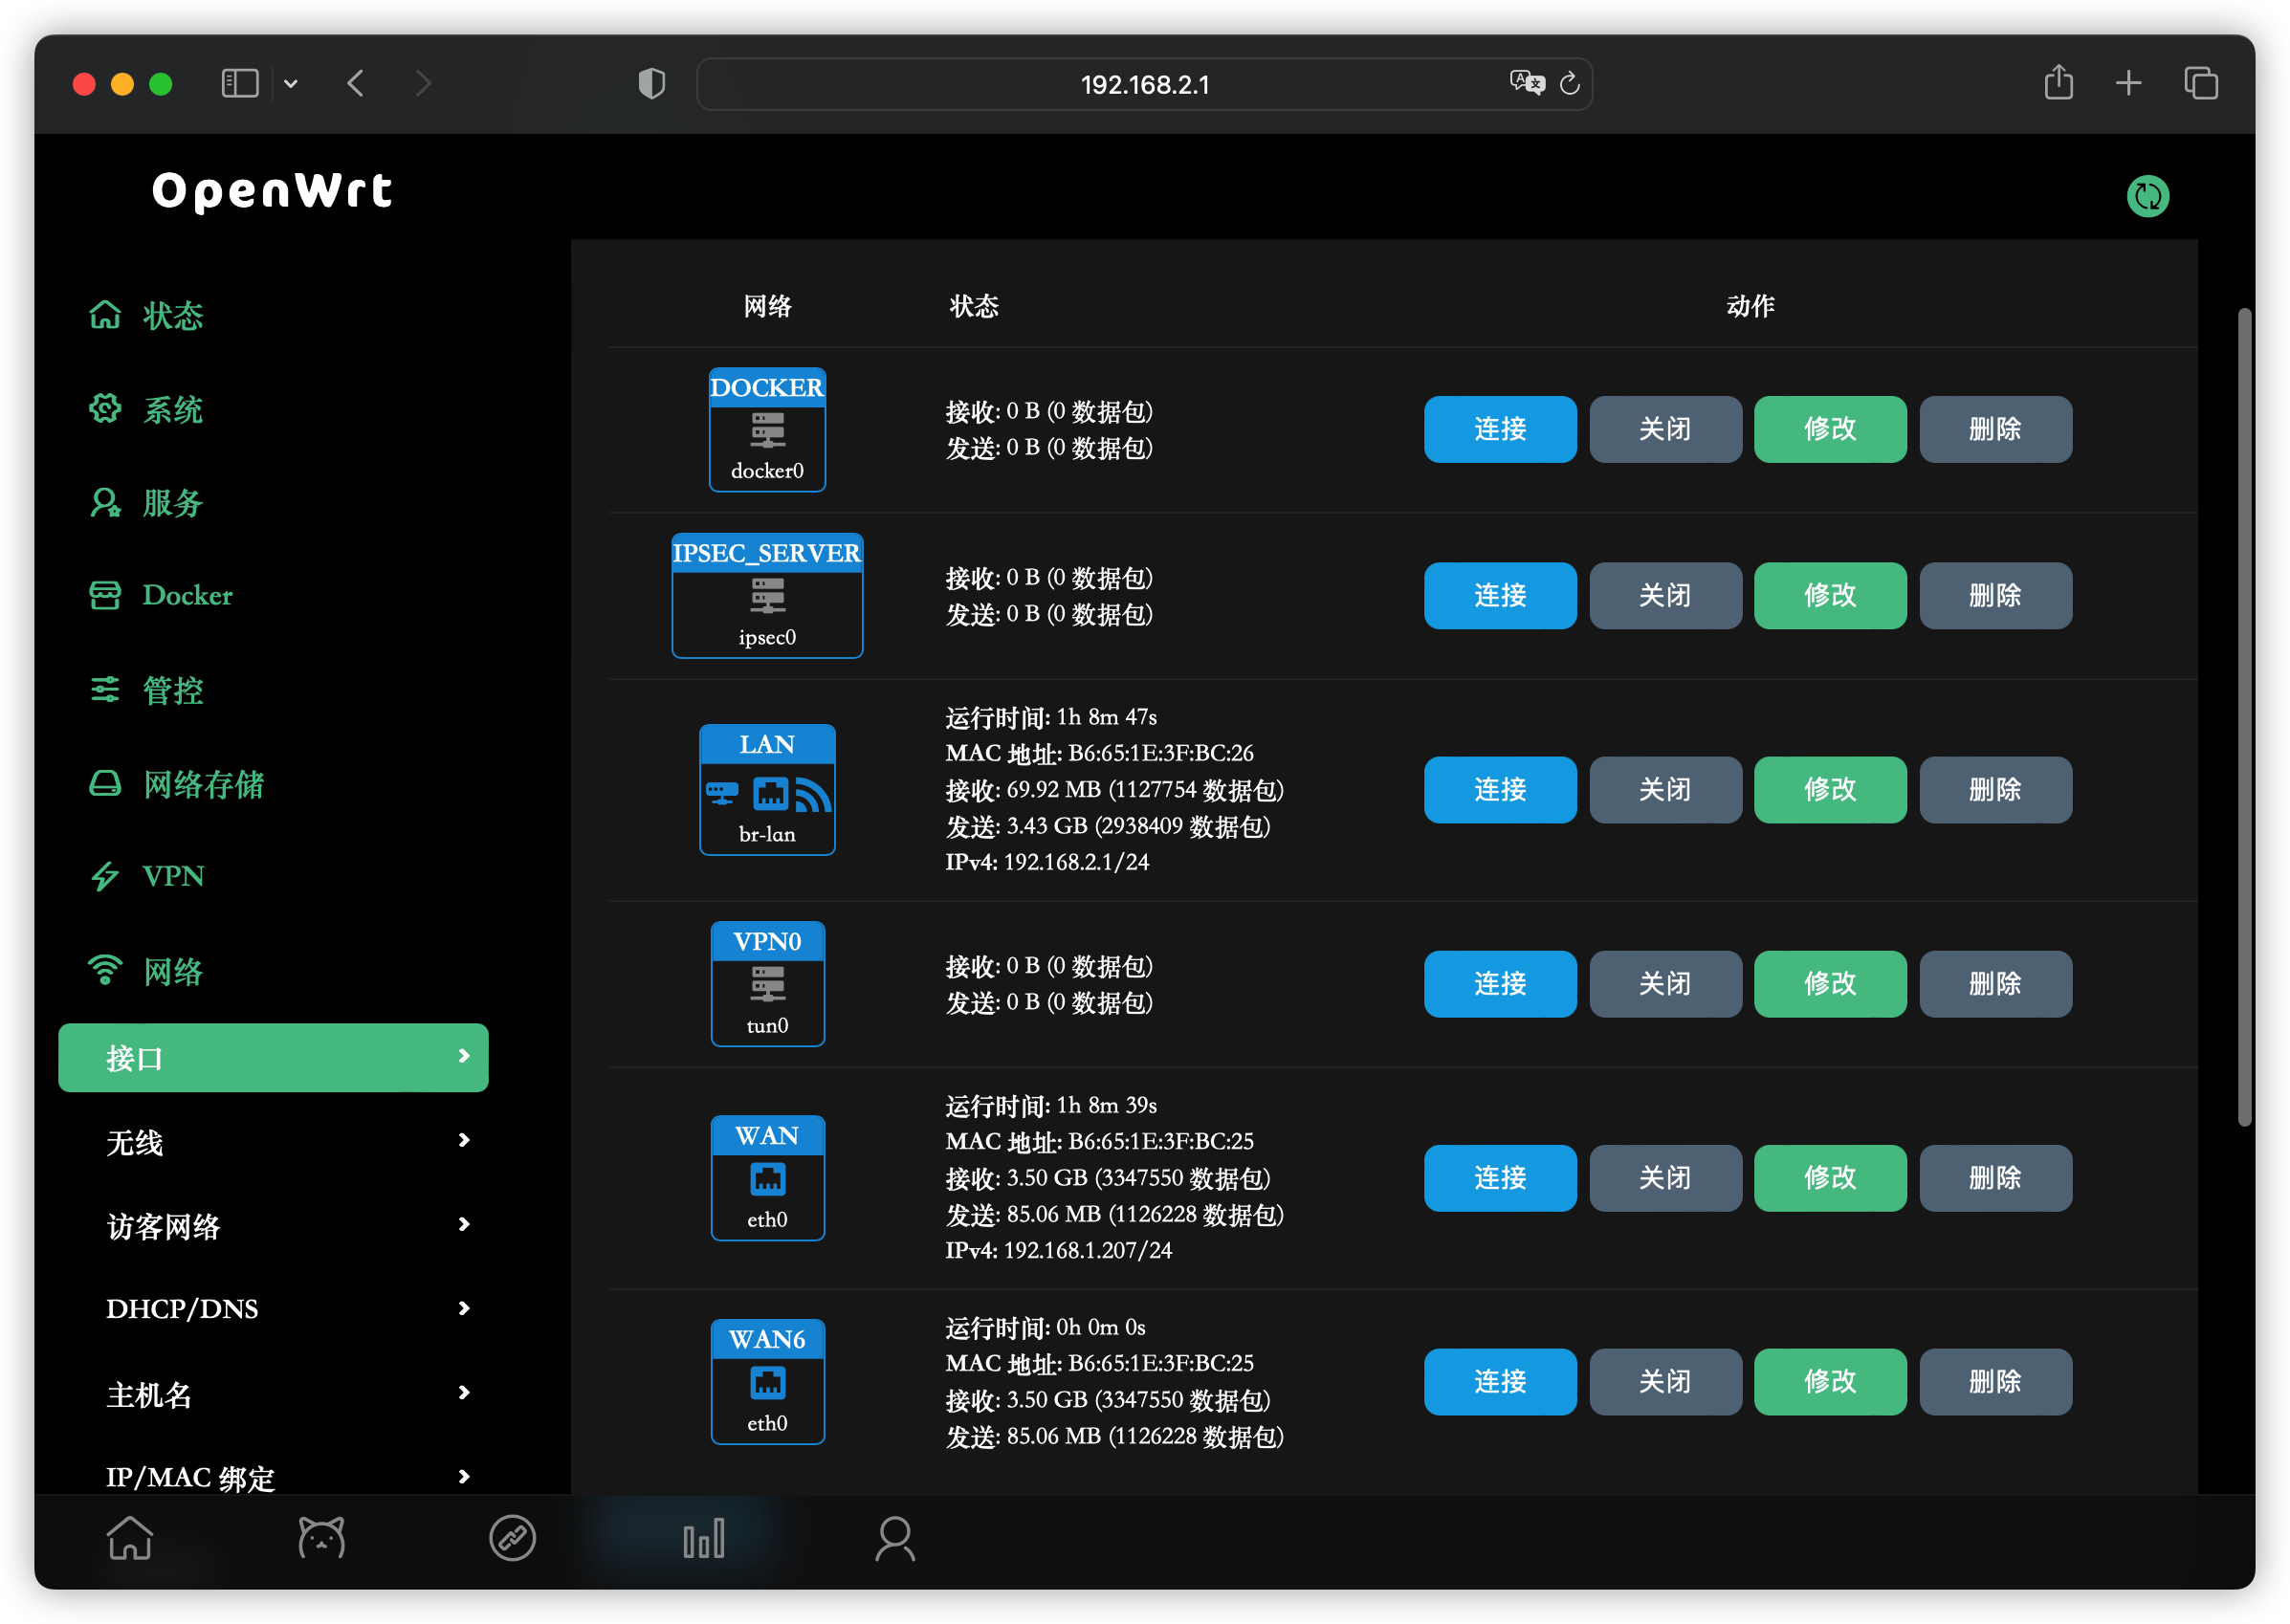 192.168.2.1
OpenWrt
状态
系统
服务
Docker
管控
网络存储
VPN
网络
接口
无线
访客网络
DHCP/DNS
主机名
IP/MAC 绑定
网络 状态 动作
DOCKER
docker0
接收: 0 B (0 数据包)
发送: 0 B (0 数据包)
连接 关闭 修改 删除
IPSEC_SERVER
ipsec0
接收: 0 B (0 数据包)
发送: 0 B (0 数据包)
连接 关闭 修改 删除
LAN
br-lan
运行时间: 1h 8m 47s
MAC 地址: B6:65:1E:3F:BC:26
接收: 69.92 MB (1127754 数据包)
发送: 3.43 GB (2938409 数据包)
IPv4: 192.168.2.1/24
连接 关闭 修改 删除
VPN0
tun0
接收: 0 B (0 数据包)
发送: 0 B (0 数据包)
连接 关闭 修改 删除
WAN
eth0
运行时间: 1h 8m 39s
MAC 地址: B6:65:1E:3F:BC:25
接收: 3.50 GB (3347550 数据包)
发送: 85.06 MB (1126228 数据包)
IPv4: 192.168.1.207/24
连接 关闭 修改 删除
WAN6
eth0
运行时间: 0h 0m 0s
MAC 地址: B6:65:1E:3F:BC:25
接收: 3.50 GB (3347550 数据包)
发送: 85.06 MB (1126228 数据包)
连接 关闭 修改 删除